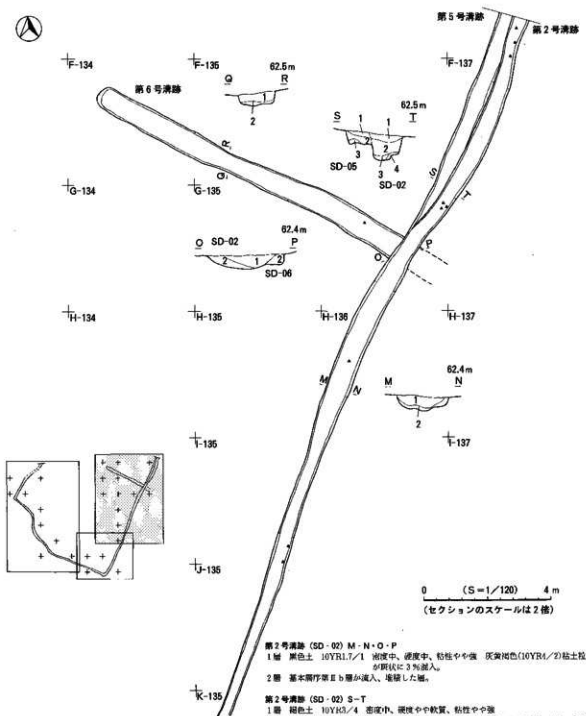 第5号溝跡
第2号溝跡
F-134
F-135
F-137
第6号溝跡
Q R 62.5m
1
2
S T 62.5m
1 1
2 2
3 3 4
SD-05
SD-02
R
Q
S
T
G-134
G-135
O SD-02 P 62.4m
2 1 2
SD-06
O
P
H-134
H-135
H-136
H-137
M
N
M N 62.4m
1
2
I-135
I-137
J-135
0 (S=1/120) 4m
(セクションのスケールは2倍)
第2号溝跡 (SD-02) M・N・O・P
1層 黒色土 10YR1.7/1 密度中、硬度中、粘性やや強 灰黄褐色(10YR4/2)粘土粒
が斑状に3%混入。
2層 基本層序第Ⅱb層が流入、堆積した層。
K-135
第2号溝跡 (SD-02) S-T
1層 褐色土 10YR3/4 密度中、硬度やや軟質、粘性やや強